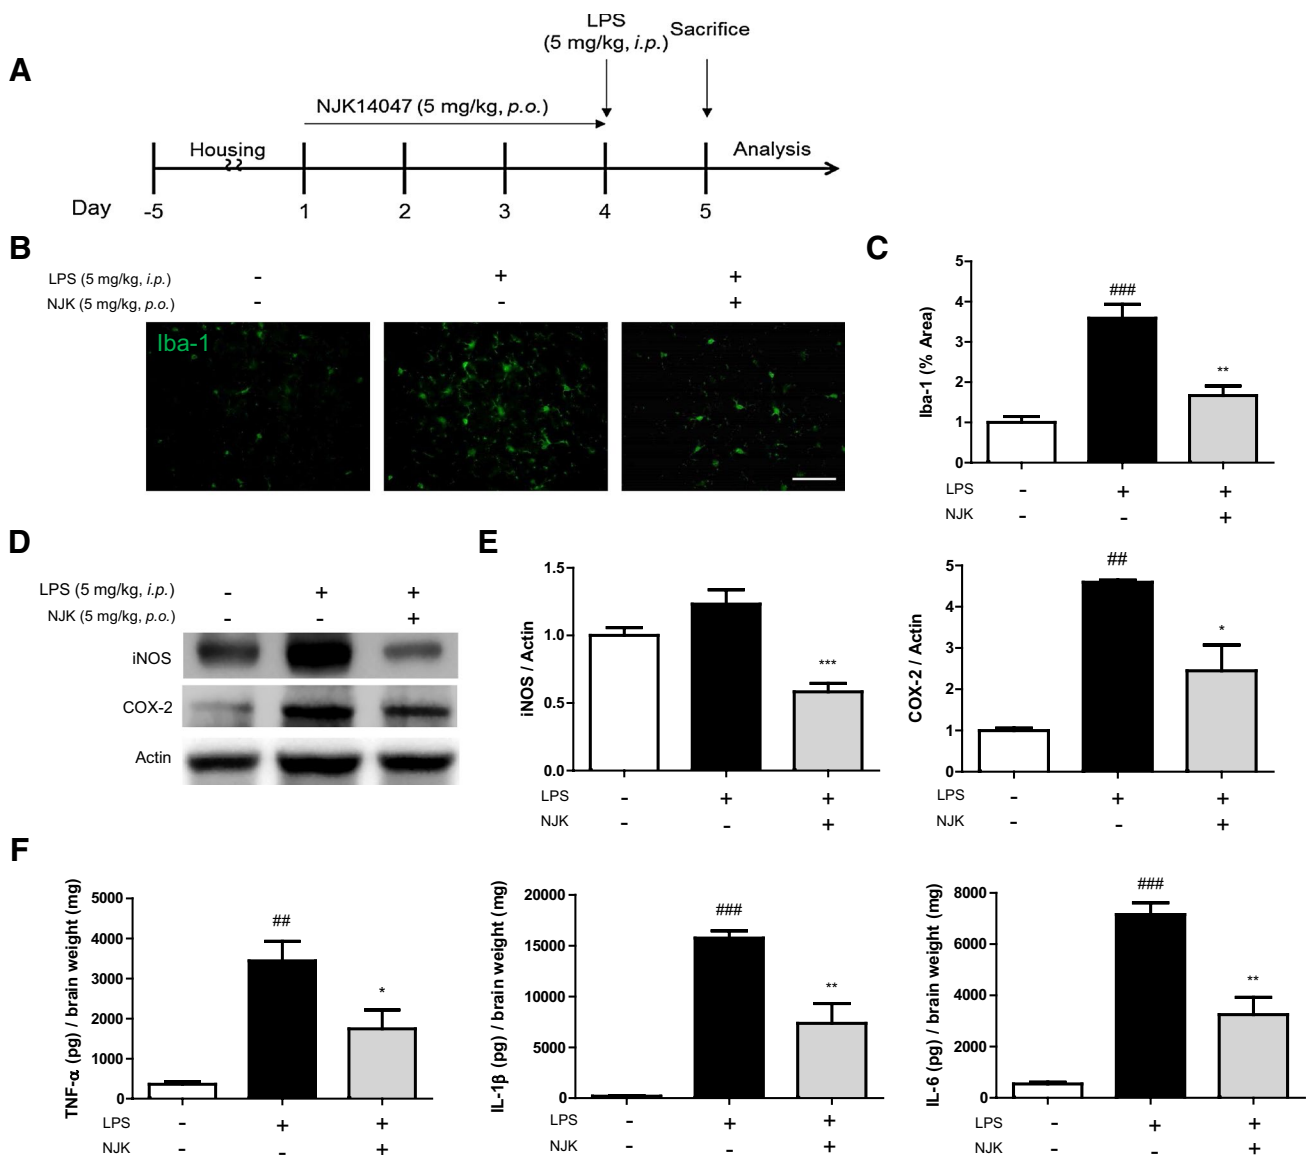 A
LPS
(5 mg/kg, i.p.)
Sacrifice
NJK14047 (5 mg/kg, p.o.)
Housing
Analysis
Day
-5 1 2 3 4 5
B
LPS (5 mg/kg, i.p.) - + +
NJK (5 mg/kg, p.o.) - - +
Iba-1
C
Iba-1 (% Area)
5
4
3
2
1
0
###
**
LPS - + +
NJK - - +
D
LPS (5 mg/kg, i.p.) - + +
NJK (5 mg/kg, p.o.) - - +
iNOS
COX-2
Actin
E
iNOS / Actin
1.5
1.0
0.5
0.0
***
LPS - + +
NJK - - +
COX-2 / Actin
5
4
3
2
1
0
##
*
LPS - + +
NJK - - +
F
TNF-α (pg) / brain weight (mg)
5000
4000
3000
2000
1000
0
##
*
LPS - + +
NJK - - +
IL-1β (pg) / brain weight (mg)
20000
15000
10000
5000
0
###
**
LPS - + +
NJK - - +
IL-6 (pg) / brain weight (mg)
8000
6000
4000
2000
0
###
**
LPS - + +
NJK - - +